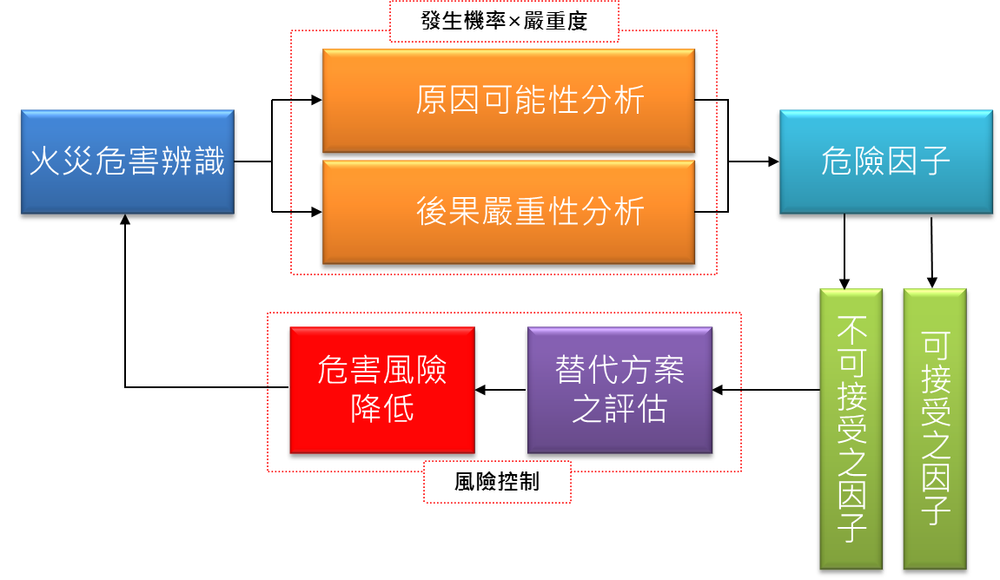 發生機率×嚴重度
原因可能性分析
火災危害辨識
危險因子
後果嚴重性分析
不可接受之因子
可接受之因子
替代方案
之評估
危害風險
降低
風險控制